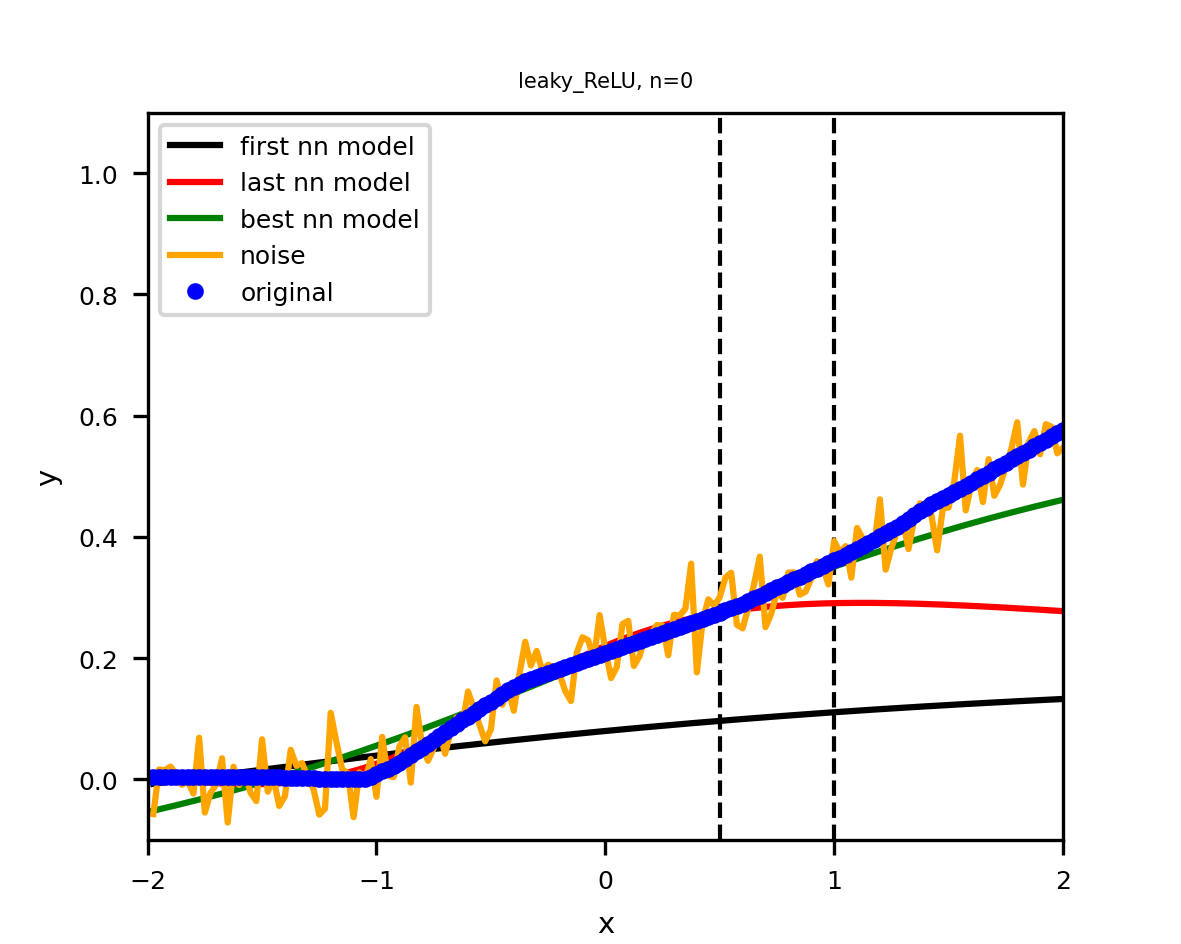 leaky_ReLU, n=0
first nn model
last nn model
best nn model
noise
original
1.0
0.8
0.6
0.4
0.2
0.0
y
−2
−1
0
1
2
x